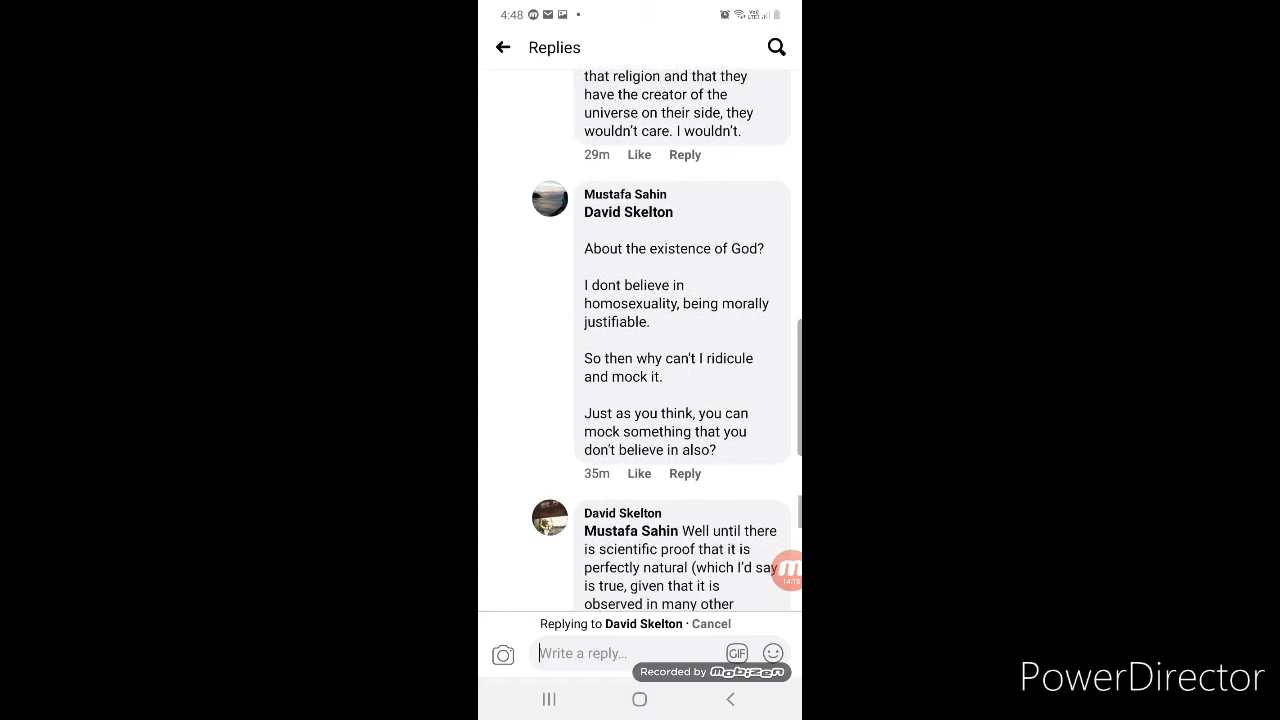 4:48
Replies
that religion and that they
have the creator of the
universe on their side, they
wouldn't care. I wouldn't.
29m Like Reply
Mustafa Sahin
David Skelton
About the existence of God?
I dont believe in
homosexuality, being morally
justifiable.
So then why can't I ridicule
and mock it.
Just as you think, you can
mock something that you
don't believe in also?
35m Like Reply
David Skelton
Mustafa Sahin Well until there
is scientific proof that it is
perfectly natural (which I'd say
is true, given that it is
observed in many other
14:18
Replying to David Skelton · Cancel
Write a reply...
GIF
Recorded by mobizen
PowerDirector